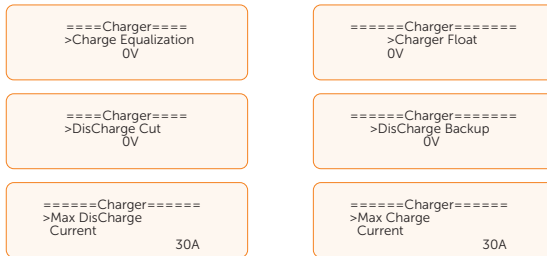 ====Charger====
>Charge Equalization
0V
======Charger=======
>Charger Float
0V
====Charger====
>DisCharge Cut
0V
======Charger=======
>DisCharge Backup
0V
======Charger======
>Max DisCharge
Current
30A
======Charger======
>Max Charge
Current
30A